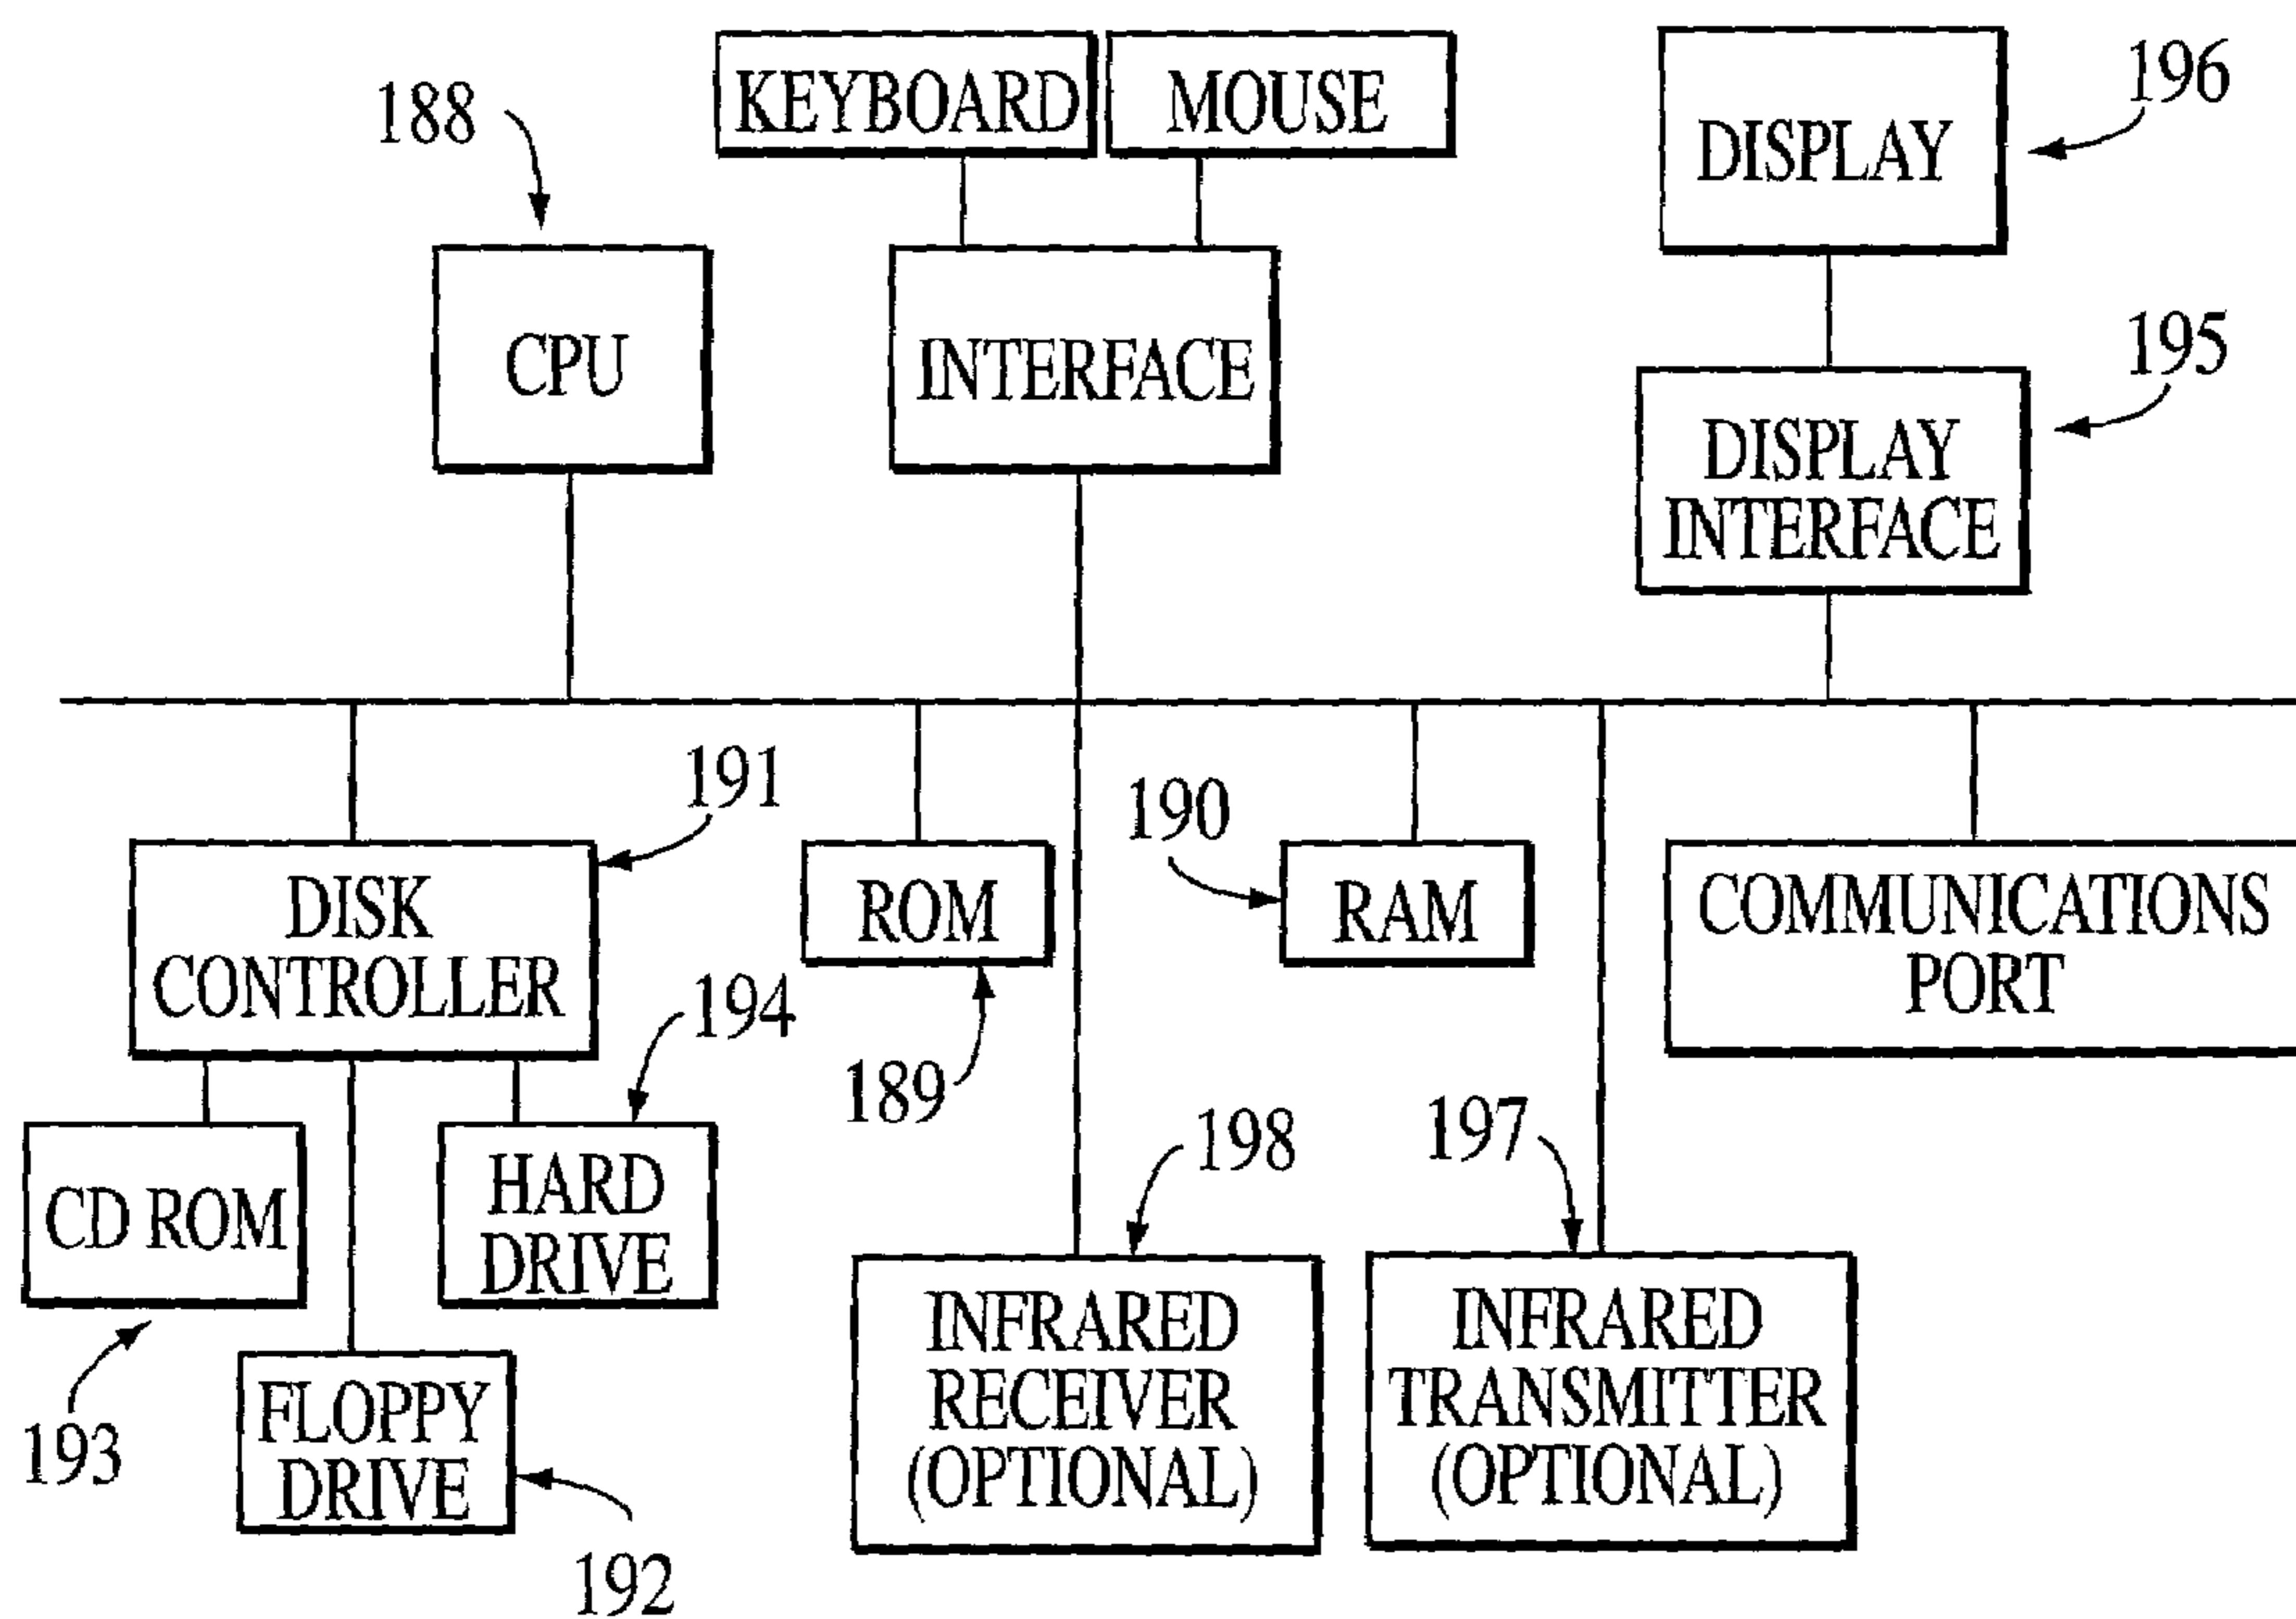 KEYBOARD
MOUSE
188
DISPLAY
196
CPU
INTERFACE
195
DISPLAY
INTERFACE
191
190
DISK
CONTROLLER
ROM
RAM
COMMUNICATIONS
PORT
194
189
198
197
CD ROM
HARD
DRIVE
193
FLOPPY
DRIVE
192
INFRARED
RECEIVER
(OPTIONAL)
INFRARED
TRANSMITTER
(OPTIONAL)